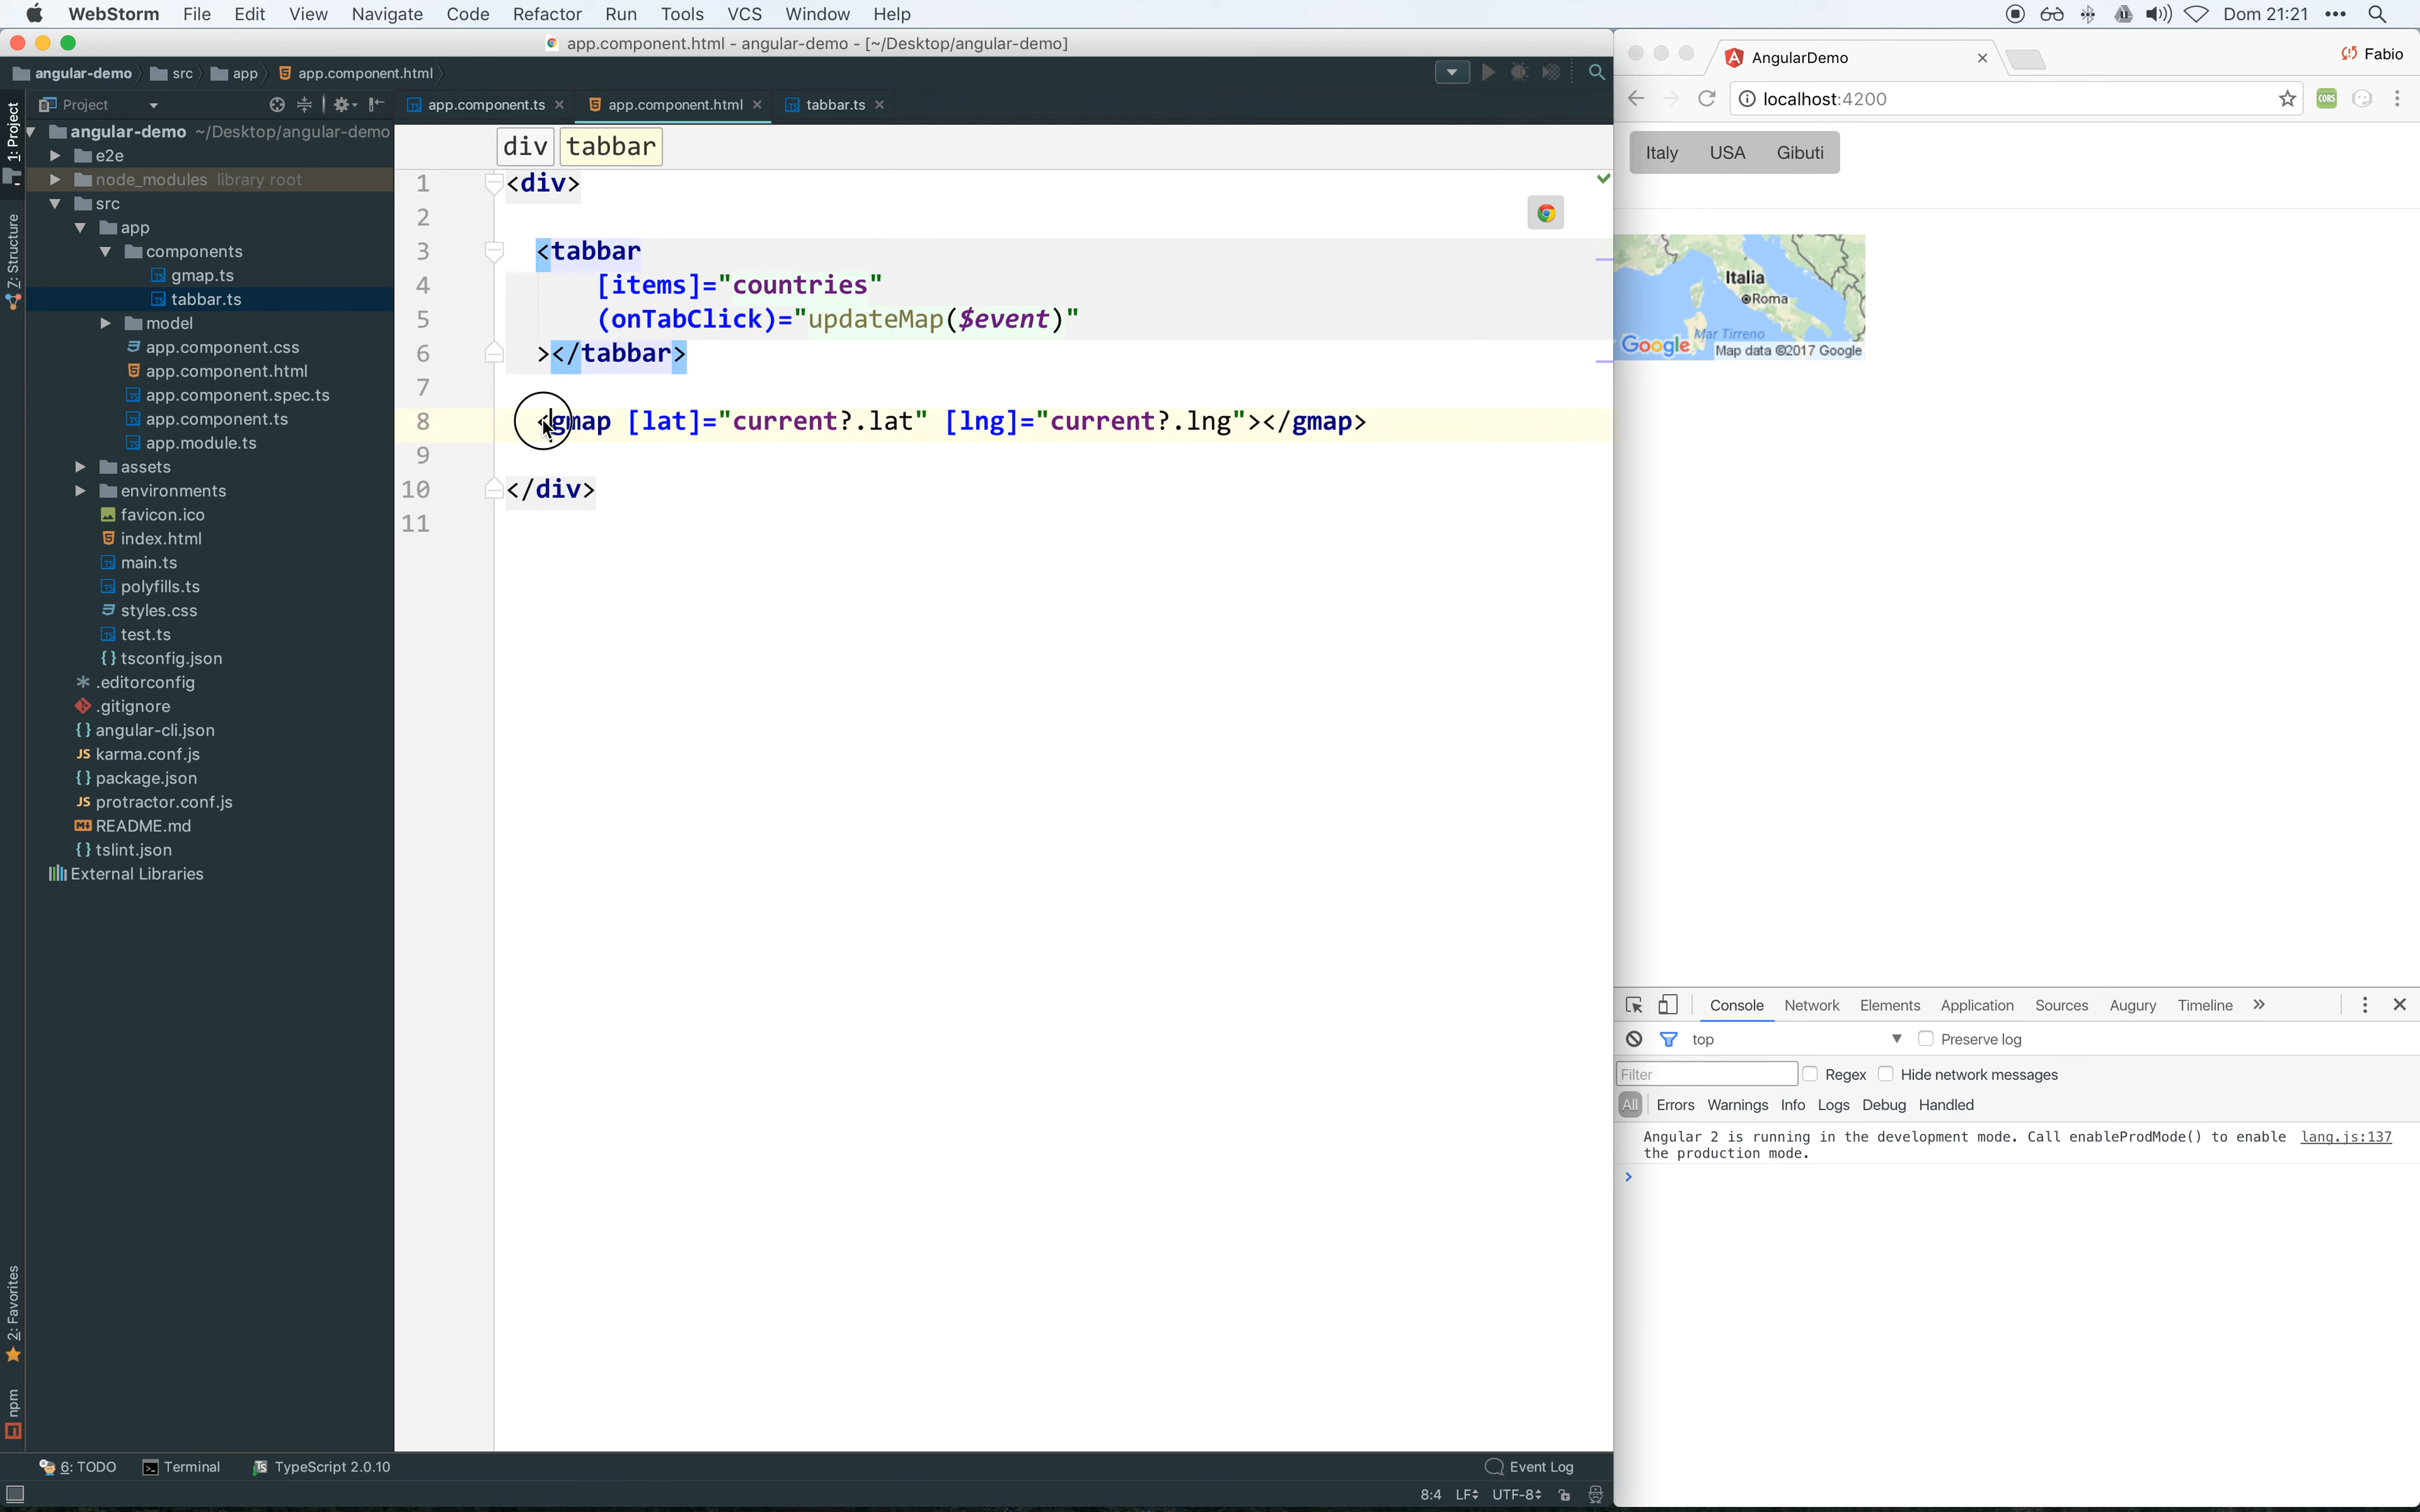 WebStorm File Edit View Navigate Code Refactor Run Tools VCS Window Help Dom 21:21
app.component.html - angular-demo - [~/Desktop/angular-demo]
angular-demo src app app.component.html
Project
app.component.ts app.component.html tabbar.ts
1: Project
7: Structure
2: Favorites
npm
angular-demo ~/Desktop/angular-demo
e2e
node_modules library root
src
app
components
gmap.ts
tabbar.ts
model
app.component.css
app.component.html
app.component.spec.ts
app.component.ts
app.module.ts
assets
environments
favicon.ico
index.html
main.ts
polyfills.ts
styles.css
test.ts
tsconfig.json
.editorconfig
.gitignore
angular-cli.json
karma.conf.js
package.json
protractor.conf.js
README.md
tslint.json
External Libraries
div tabbar
1 <div>
2
3 <tabbar
4 [items]="countries"
5 (onTabClick)="updateMap($event)"
6 ></tabbar>
7
8 <gmap [lat]="current?.lat" [lng]="current?.lng"></gmap>
9
10 </div>
11
6: TODO Terminal TypeScript 2.0.10 Event Log
8:4 LF UTF-8
AngularDemo Fabio
localhost:4200
CORS
Italy USA Gibuti
Italia
Roma
Mar Tirreno
Google Map data ©2017 Google
Console Network Elements Application Sources Augury Timeline
top Preserve log
Filter Regex Hide network messages
All Errors Warnings Info Logs Debug Handled
Angular 2 is running in the development mode. Call enableProdMode() to enable lang.js:137
the production mode.